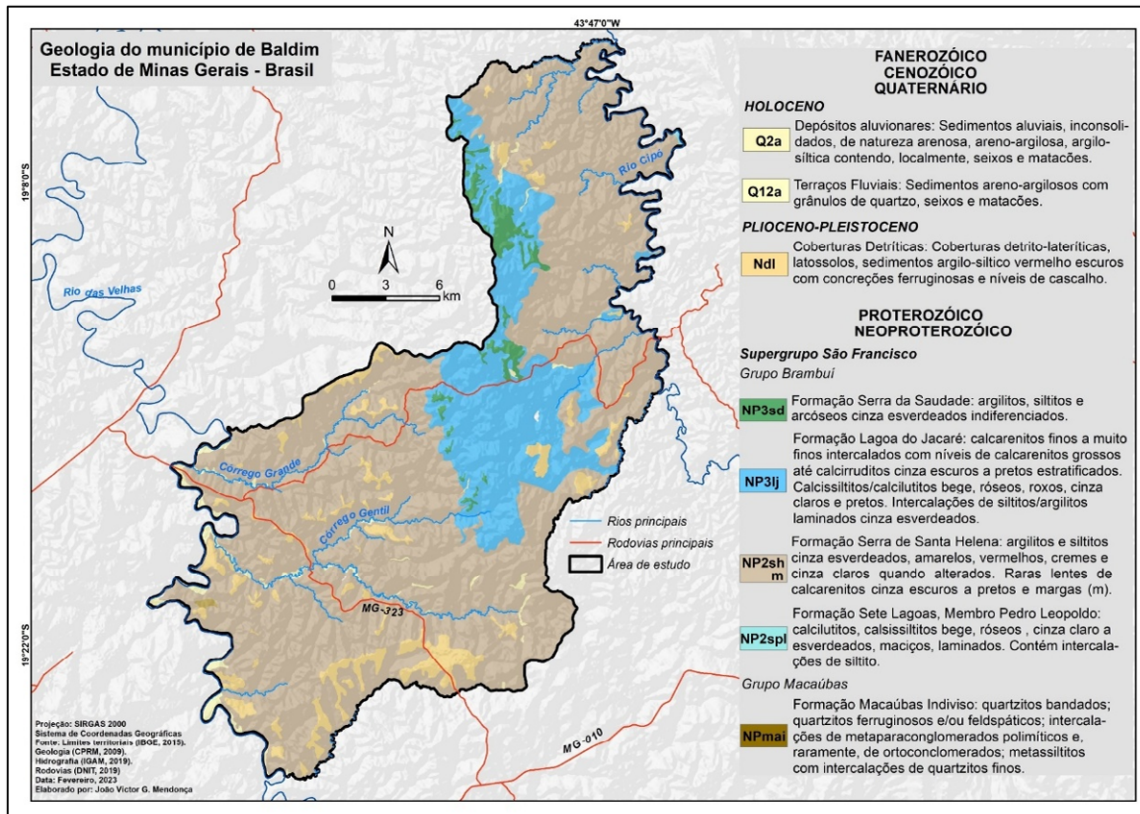 43°47'0"W
Geologia do município de Baldim
Estado de Minas Gerais - Brasil
19°8'0"S
19°22'0"S
Rio das Velhas
Rio Cipó
N
0 3 6
km
Córrego Grande
Córrego Gentil
MG-323
MG-010
Rios principais
Rodovias principais
Área de estudo
Projeção: SIRGAS 2000
Sistema de Coordenadas Geográficas
Fonte: Limites territoriais (IBGE, 2015).
Geologia (CPRM, 2009).
Hidrografia (IGAM, 2019).
Rodovias (DNIT, 2019)
Data: Fevereiro, 2023
Elaborado por: João Victor G. Mendonça
FANEROZÓICO
CENOZÓICO
QUATERNÁRIO
HOLOCENO
Q2a
Depósitos aluvionares: Sedimentos aluviais, inconsoli-
dados, de natureza arenosa, areno-argilosa, argilo-
síltica contendo, localmente, seixos e matacões.
Q12a
Terraços Fluviais: Sedimentos areno-argilosos com
grânulos de quartzo, seixos e matacões.
PLIOCENO-PLEISTOCENO
Ndl
Coberturas Detríticas: Coberturas detrito-lateríticas,
latossolos, sedimentos argilo-siltico vermelho escuros
com concreções ferruginosas e níveis de cascalho.
PROTEROZÓICO
NEOPROTEROZÓICO
Supergrupo São Francisco
Grupo Brambuí
NP3sd
Formação Serra da Saudade: argilitos, siltitos e
arcóseos cinza esverdeados indiferenciados.
NP3lj
Formação Lagoa do Jacaré: calcarenitos finos a muito
finos intercalados com níveis de calcarenitos grossos
até calcirruditos cinza escuros a pretos estratificados.
Calcissiltitos/calcilutitos bege, róseos, roxos, cinza
claros e pretos. Intercalações de siltitos/argilitos
laminados cinza esverdeados.
NP2sh
m
Formação Serra de Santa Helena: argilitos e siltitos
cinza esverdeados, amarelos, vermelhos, cremes e
cinza claros quando alterados. Raras lentes de
calcarenitos cinza escuros a pretos e margas (m).
NP2spl
Formação Sete Lagoas, Membro Pedro Leopoldo:
calcilutitos, calsissiltitos bege, róseos , cinza claro a
esverdeados, maciços, laminados. Contém intercala-
ções de siltito.
Grupo Macaúbas
NPmai
Formação Macaúbas Indiviso: quartzitos bandados;
quartzitos ferruginosos e/ou feldspáticos; intercala-
ções de metaparaconglomerados polimíticos e,
raramente, de ortoconclomerados; metassiltitos
com intercalações de quartzitos finos.